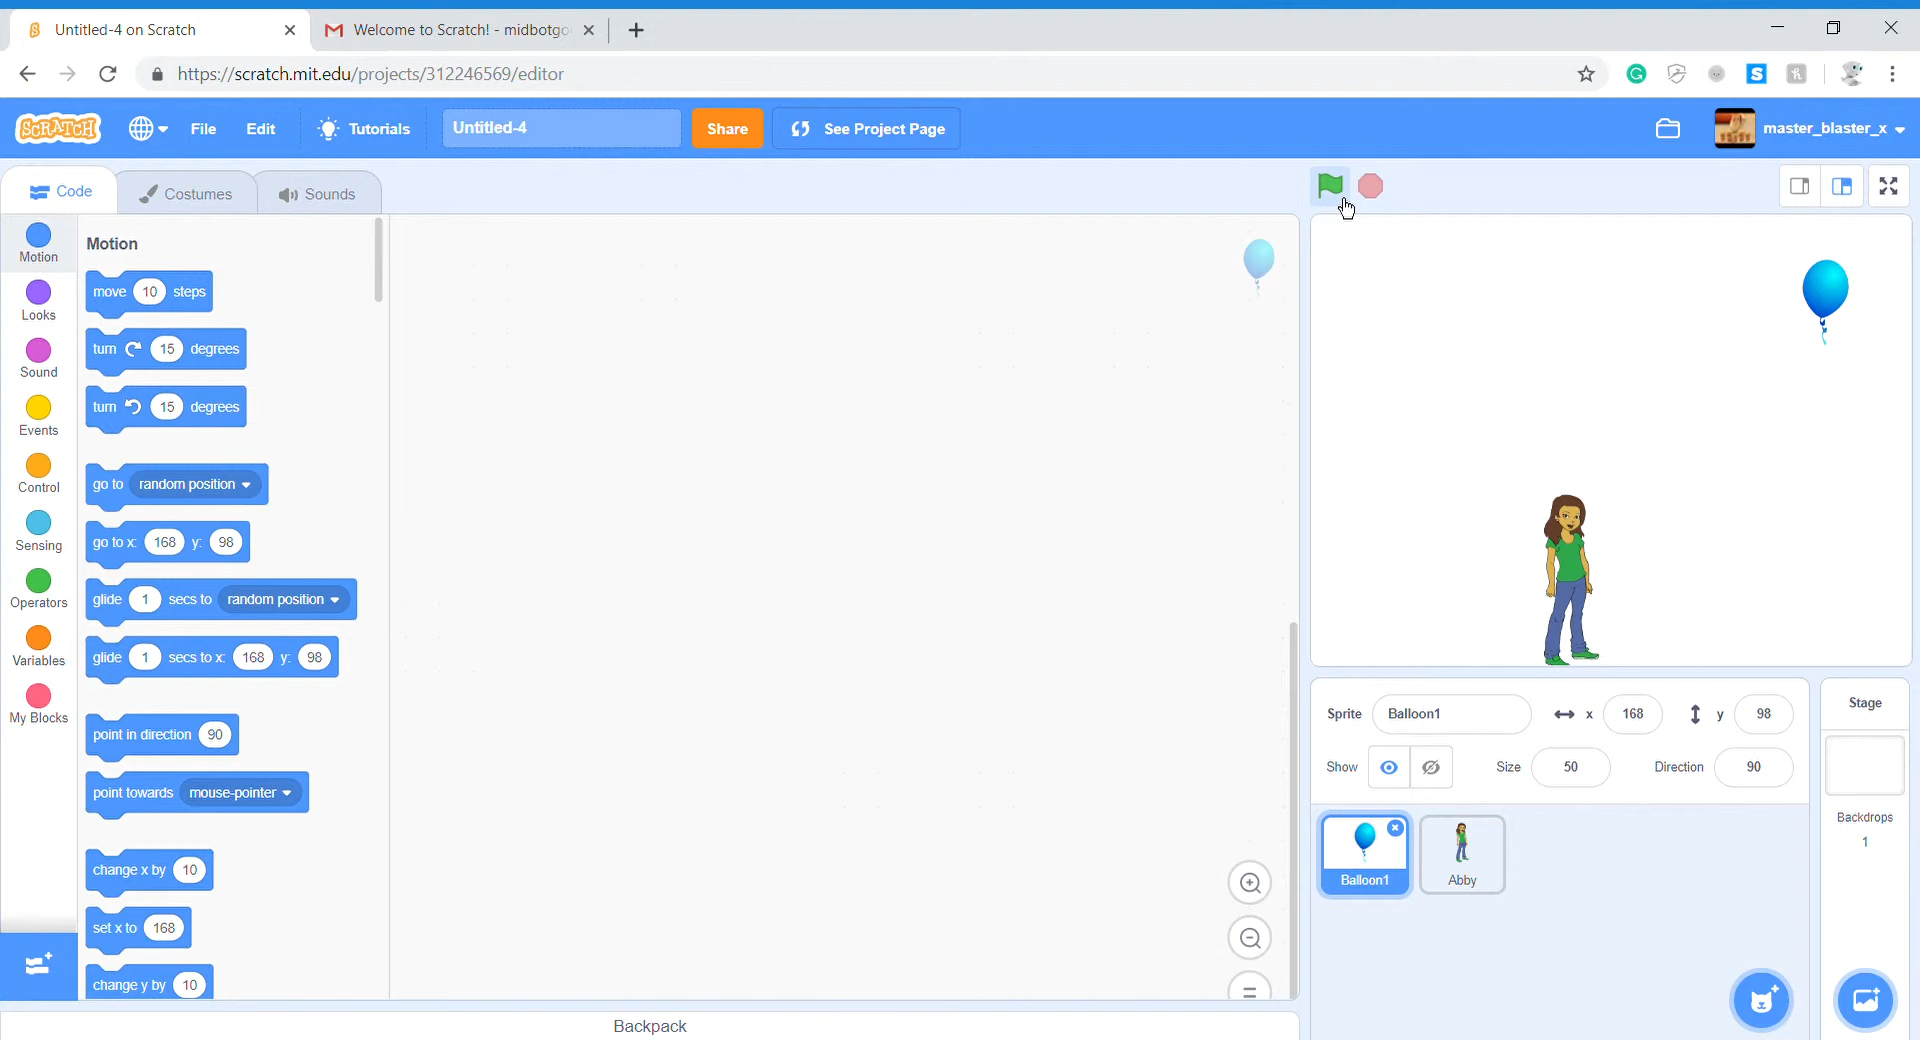 Untitled-4 on Scratch
Welcome to Scratch! - midbotgo
https://scratch.mit.edu/projects/312246569/editor
SCRATCH
File
Edit
Tutorials
Untitled-4
Share
See Project Page
master_blaster_x
Code
Costumes
Sounds
Motion
Looks
Sound
Events
Control
Sensing
Operators
Variables
My Blocks
Motion
move 10 steps
turn 15 degrees
turn 15 degrees
go to random position
go to x: 168 y: 98
glide 1 secs to random position
glide 1 secs to x: 168 y: 98
point in direction 90
point towards mouse-pointer
change x by 10
set x to 168
change y by 10
Backpack
Sprite Balloon1 x 168 y 98
Show Size 50 Direction 90
Balloon1
Abby
Stage
Backdrops
1